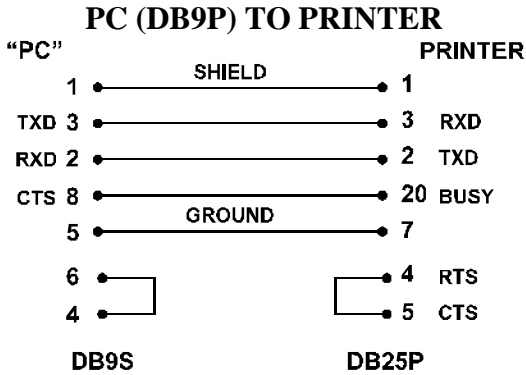 PC (DB9P) TO PRINTER
“PC” PRINTER
1 SHIELD 1
TXD 3 3 RXD
RXD 2 2 TXD
CTS 8 20 BUSY
5 GROUND 7
6 4 RTS
4 5 CTS
DB9S DB25P